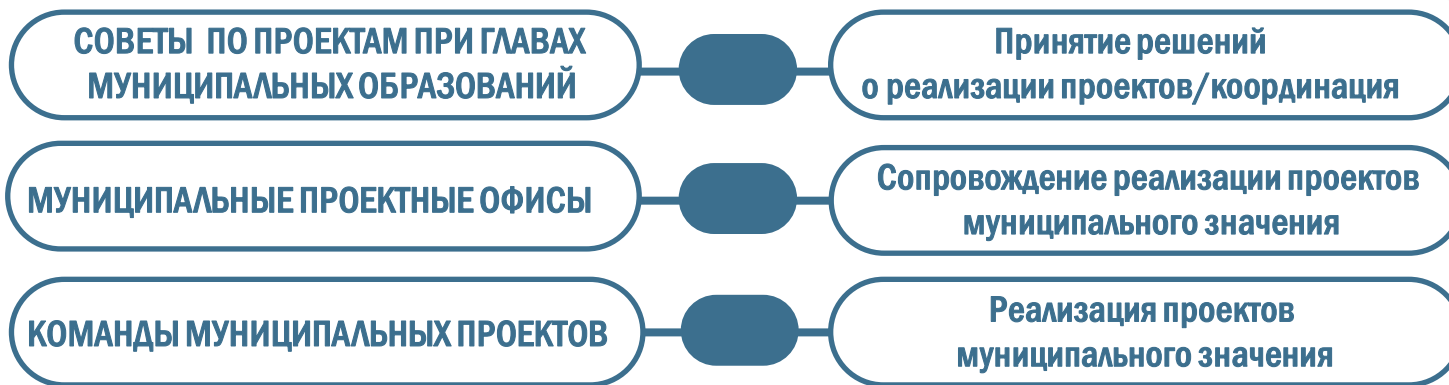 СОВЕТЫ ПО ПРОЕКТАМ ПРИ ГЛАВАХ
МУНИЦИПАЛЬНЫХ ОБРАЗОВАНИЙ
Принятие решений
о реализации проектов/координация
МУНИЦИПАЛЬНЫЕ ПРОЕКТНЫЕ ОФИСЫ
Сопровождение реализации проектов
муниципального значения
КОМАНДЫ МУНИЦИПАЛЬНЫХ ПРОЕКТОВ
Реализация проектов
муниципального значения